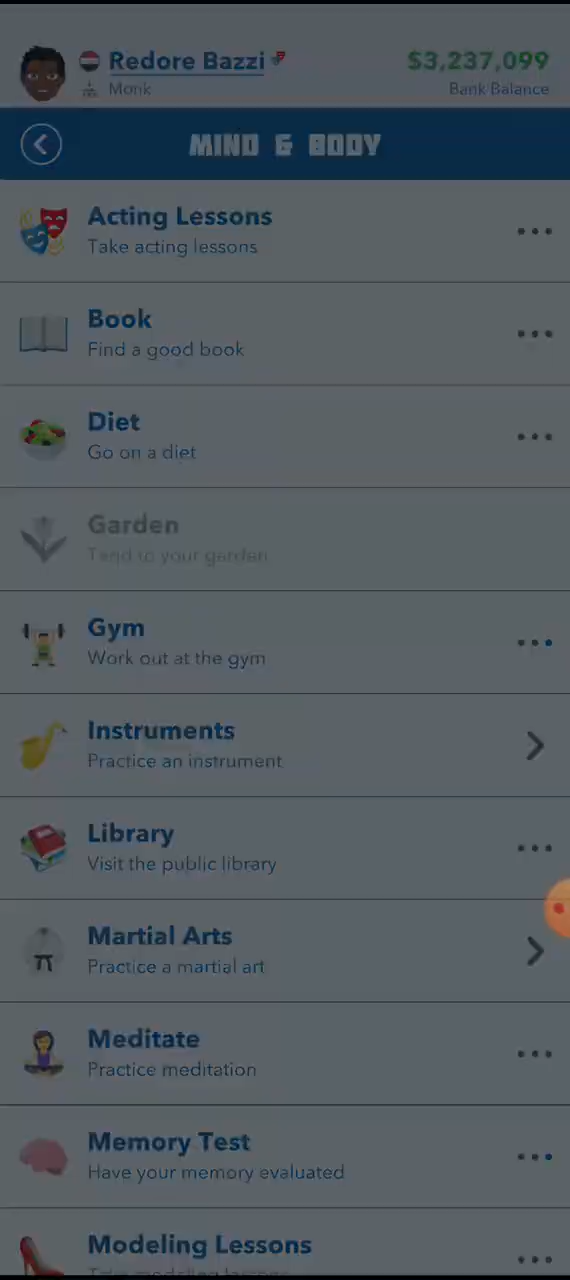 Redore Bazzi
$3,237,099
Monk
Bank Balance
MIND & BODY
Acting Lessons
Take acting lessons
Book
Find a good book
Diet
Go on a diet
Garden
Tend to your garden
Gym
Work out at the gym
Instruments
Practice an instrument
Library
Visit the public library
Martial Arts
Practice a martial art
Meditate
Practice meditation
Memory Test
Have your memory evaluated
Modeling Lessons
Take modeling lessons